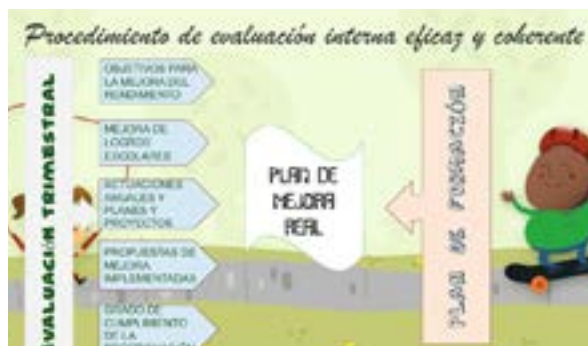 Procedimiento de evaluación interna eficaz y coherente
EVALUACIÓN TRIMESTRAL
OBJETIVOS PARA
LA MEJORA DEL
RENDIMIENTO
MEJORA DE
LOGROS
ESCOLARES
ACTUACIONES
ANUALES Y
PLANES Y
PROYECTOS
PROPUESTAS DE
MEJORA
IMPLEMENTADAS
GRADO DE
CUMPLIMIENTO
DE LA
PLAN DE
MEJORA
REAL
PLAN DE FORMACIÓN